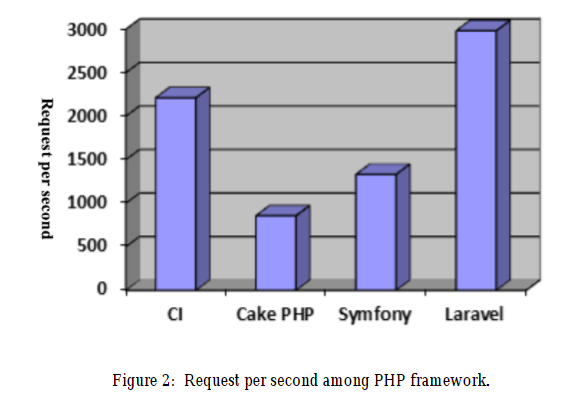 3000
2500
2000
1500
1000
500
0
Request per second
CI Cake PHP Symfony Laravel
Figure 2: Request per second among PHP framework.